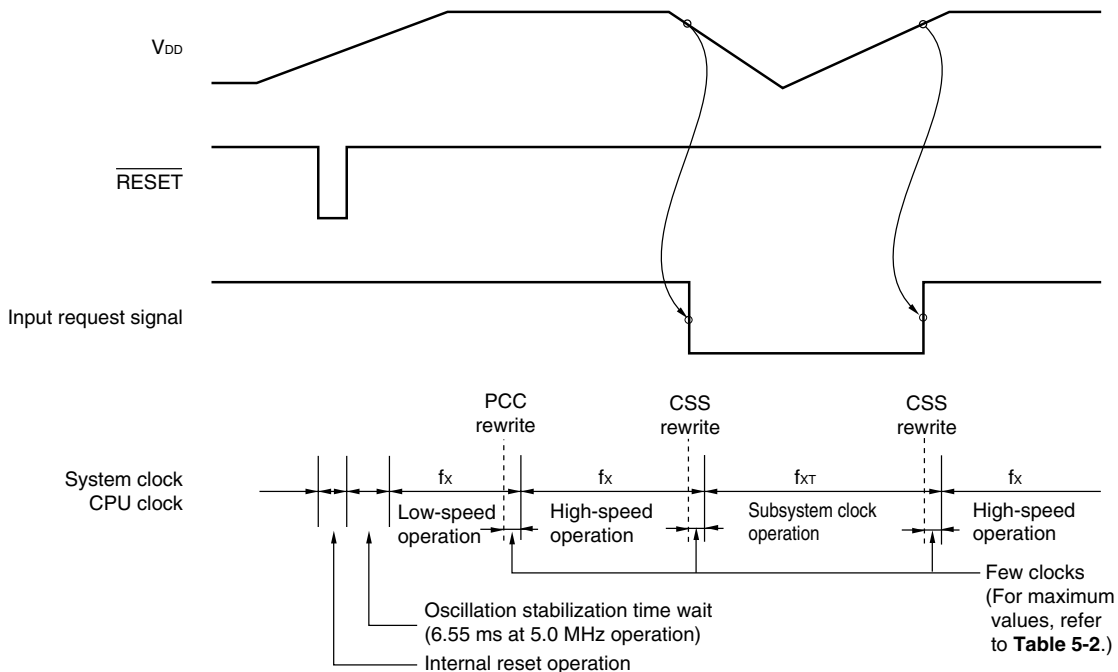 VDD
RESET
Input request signal
PCC
rewrite
CSS
rewrite
CSS
rewrite
System clock
CPU clock
fX
fX
fXT
fX
Low-speed
operation
High-speed
operation
Subsystem clock
operation
High-speed
operation
Few clocks
(For maximum
values, refer
to Table 5-2.)
Oscillation stabilization time wait
(6.55 ms at 5.0 MHz operation)
Internal reset operation